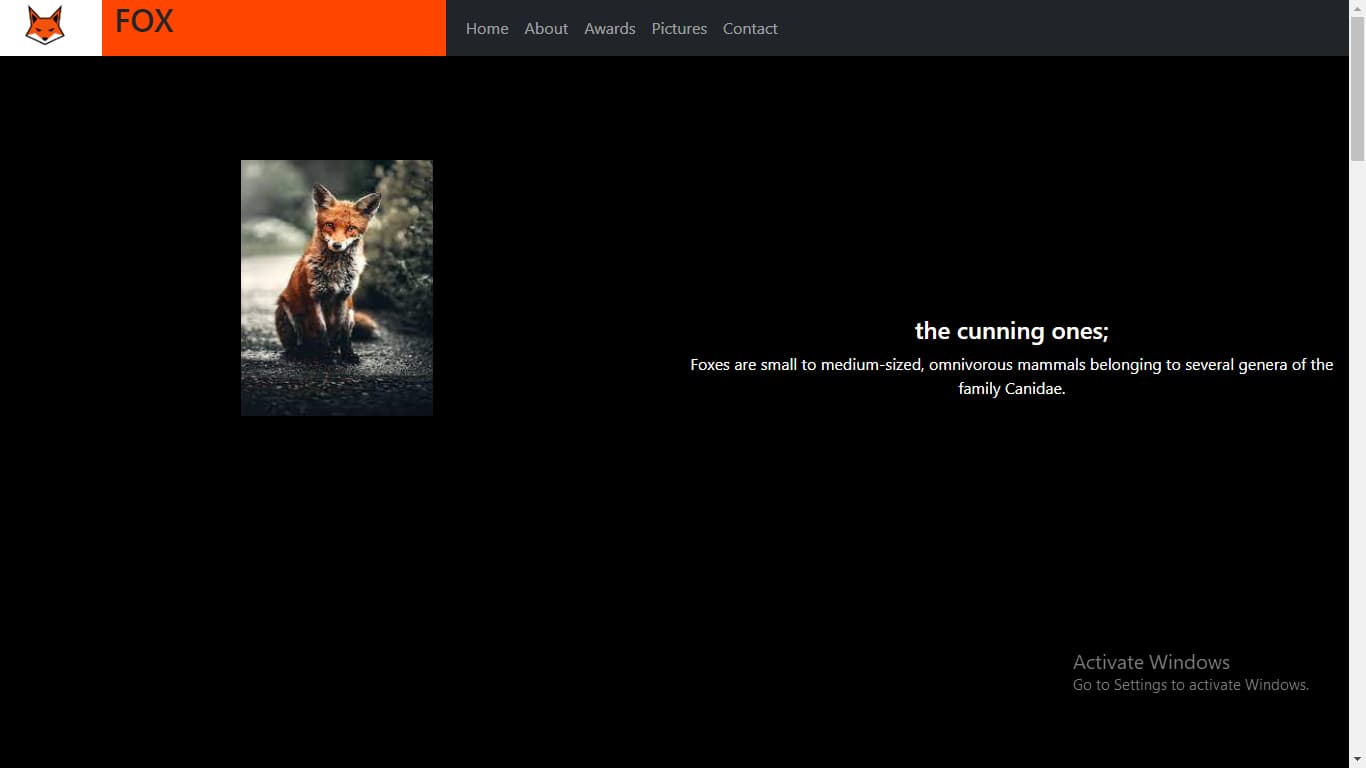 FOX
Home About Awards Pictures Contact
the cunning ones;
Foxes are small to medium-sized, omnivorous mammals belonging to several genera of the
family Canidae.
Activate Windows
Go to Settings to activate Windows.